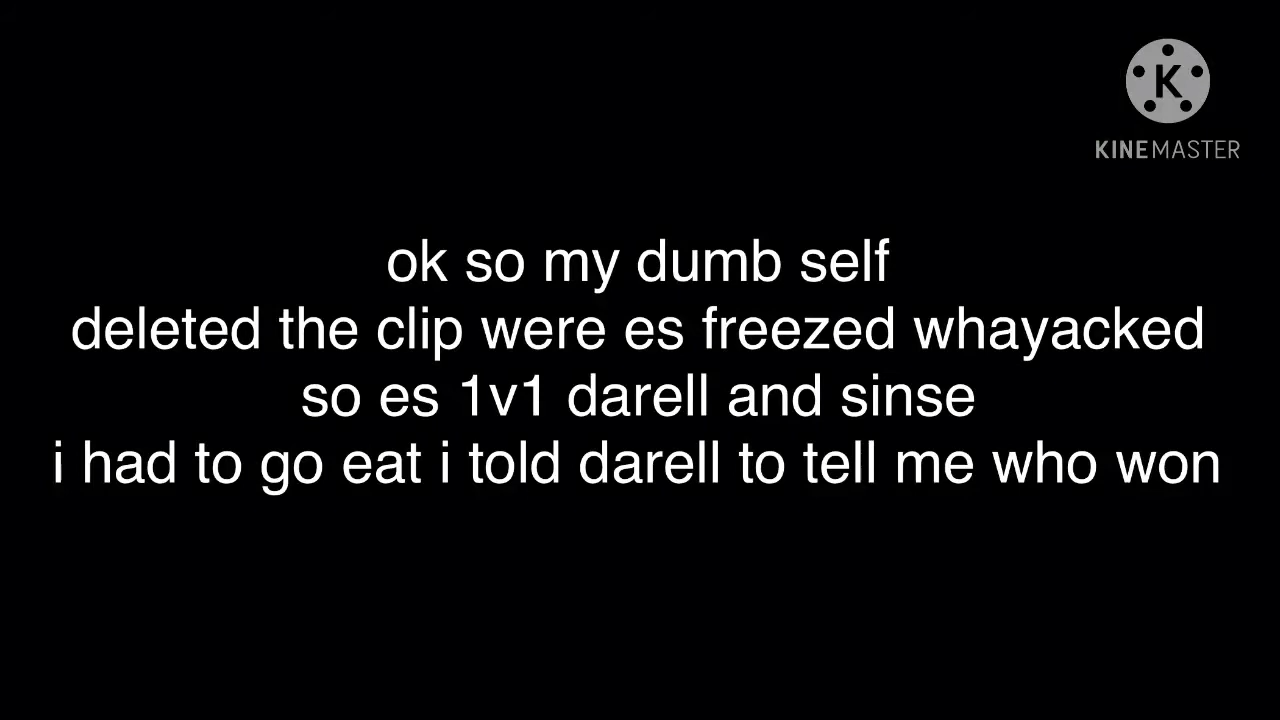 K
KINEMASTER
ok so my dumb self
deleted the clip were es freezed whayacked
so es 1v1 darell and sinse
i had to go eat i told darell to tell me who won